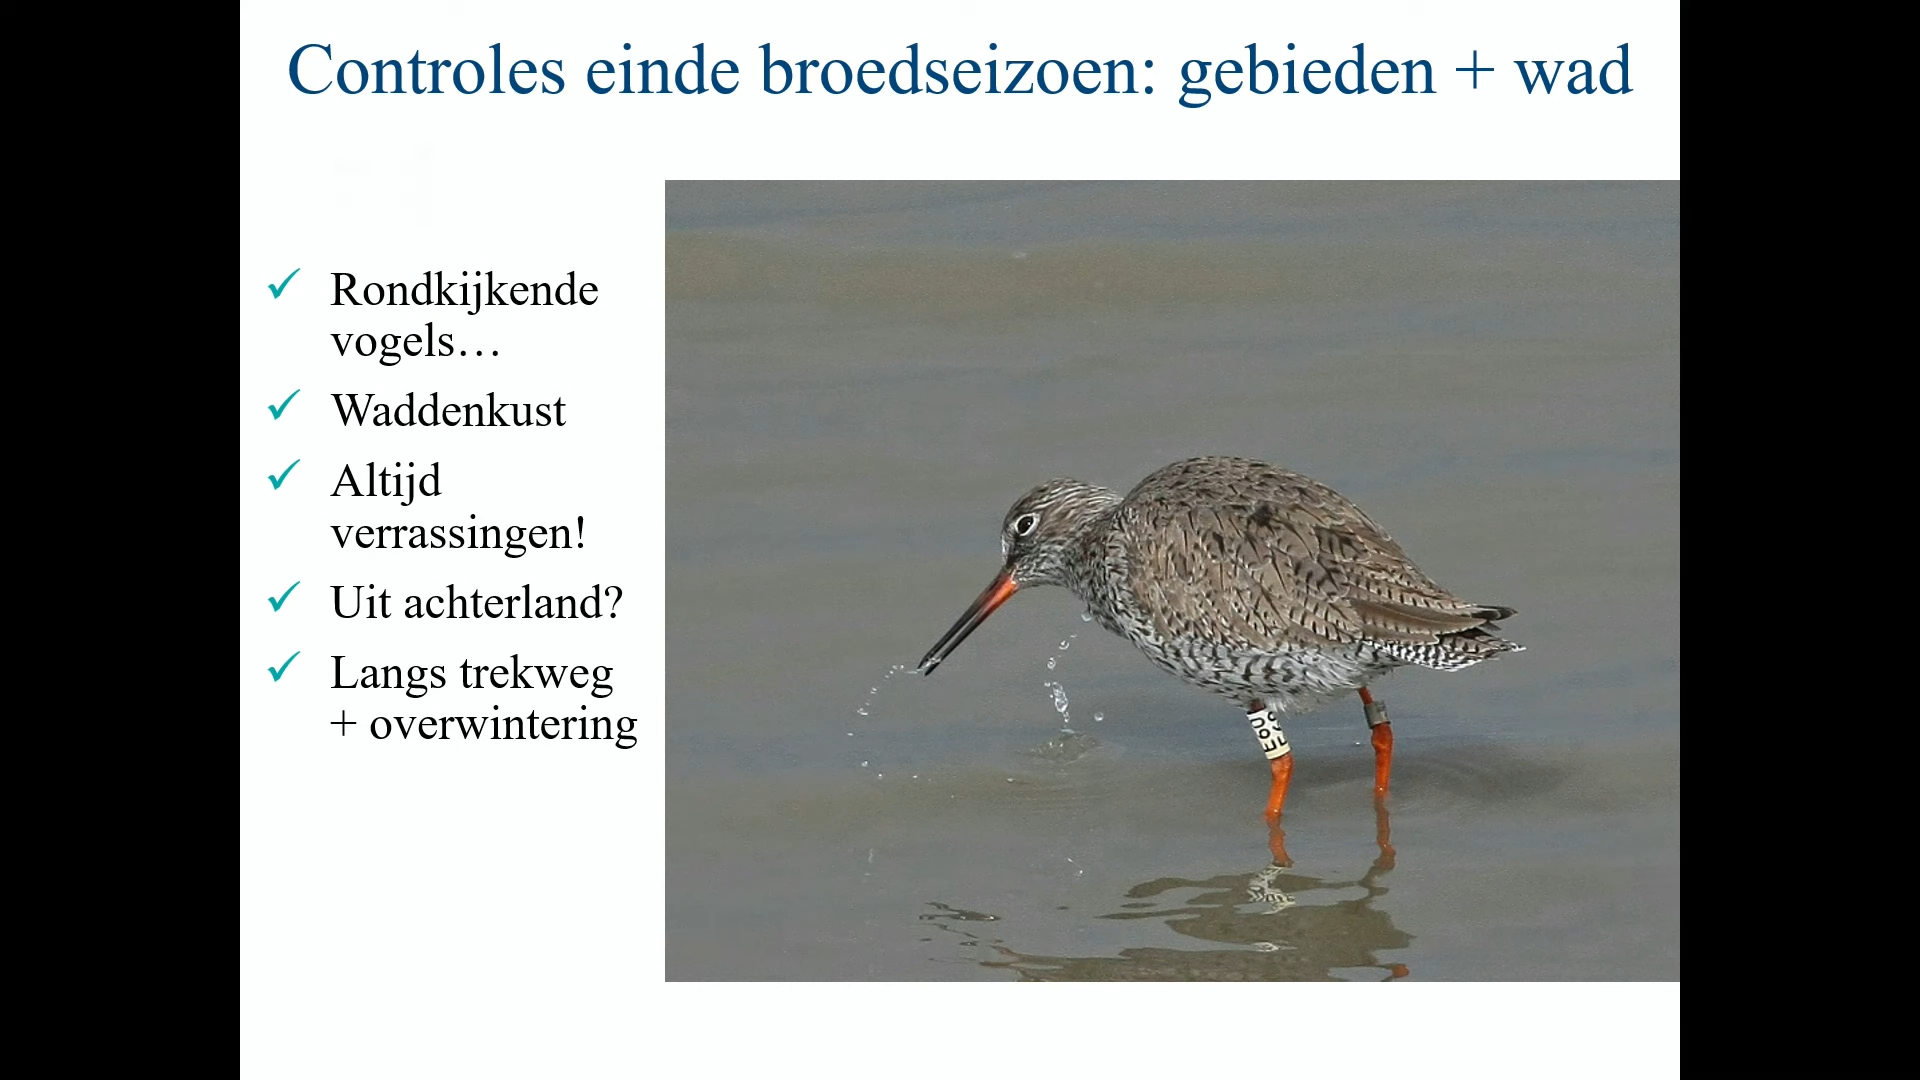 Controles einde broedseizoen: gebieden + wad
Rondkijkende
vogels…
Waddenkust
Altijd
verrassingen!
Uit achterland?
Langs trekweg
+ overwintering